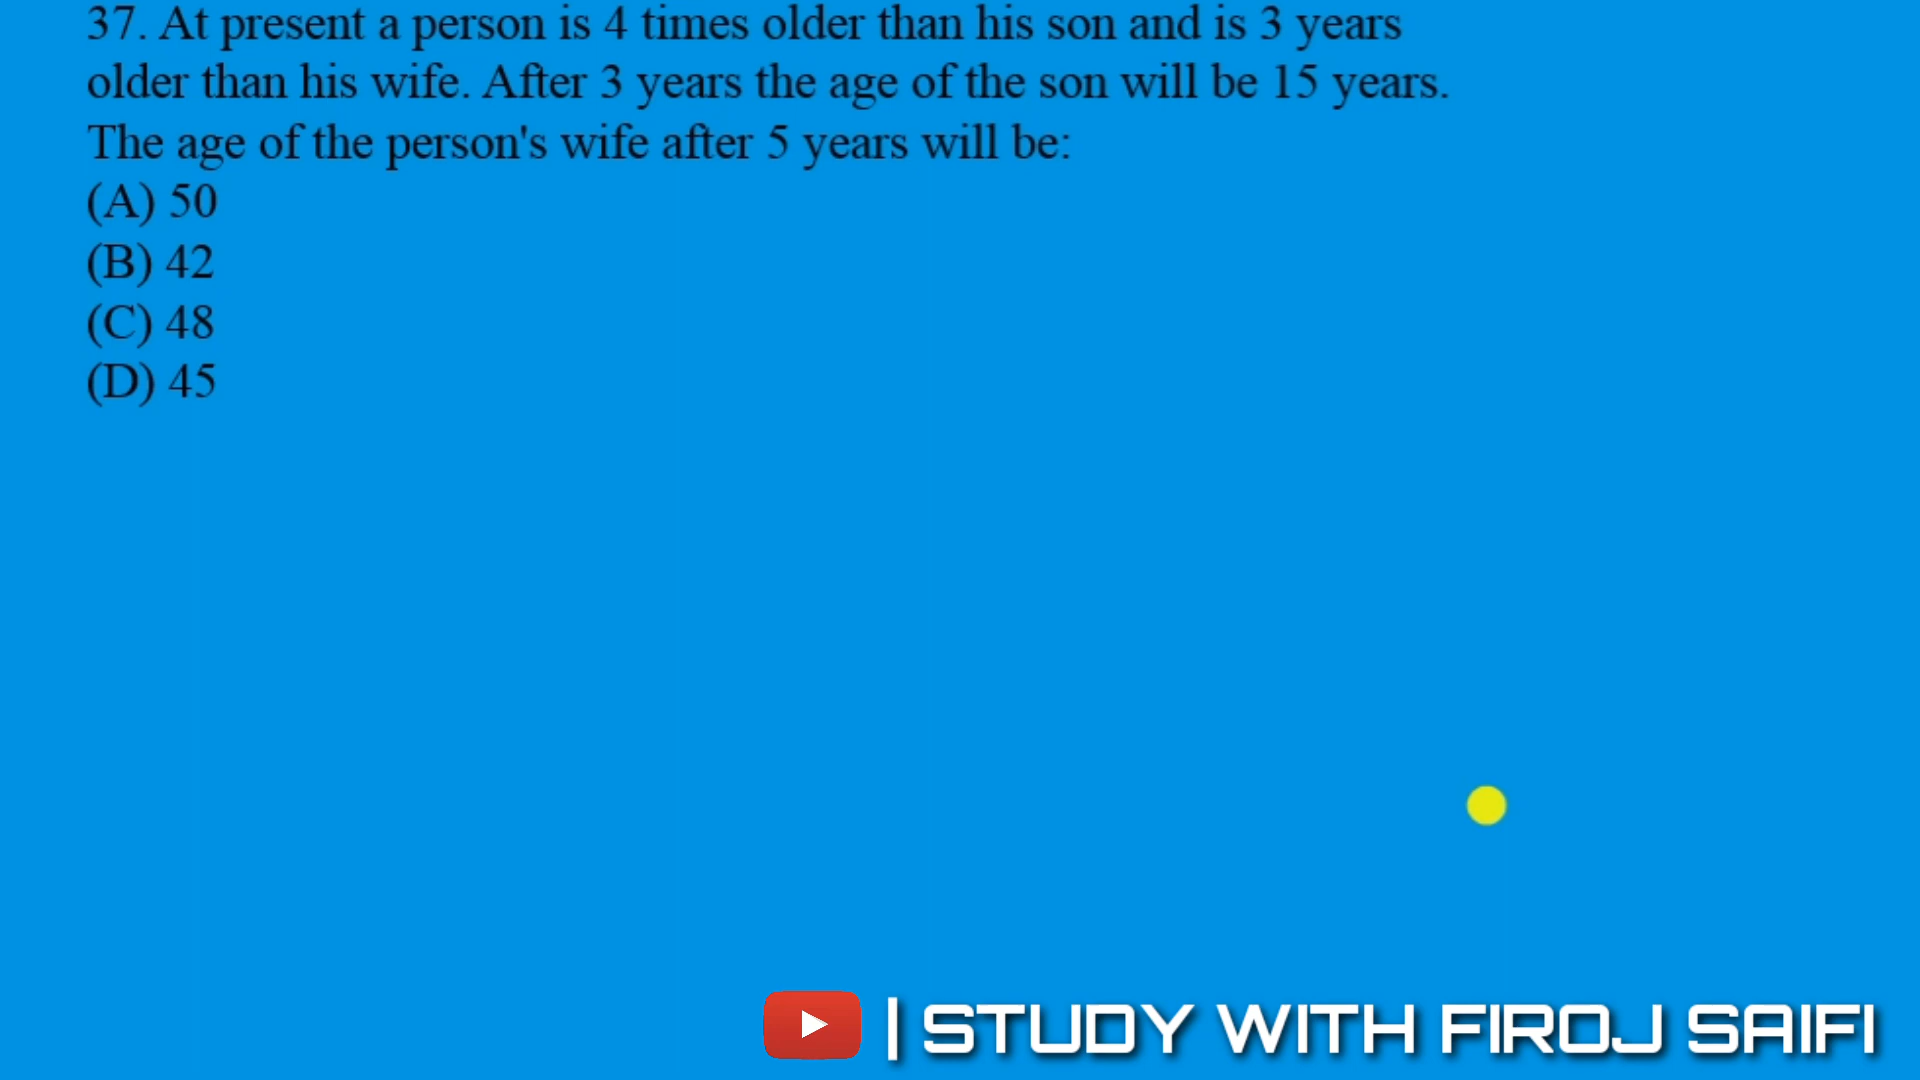 37. At present a person is 4 times older than his son and is 3 years
older than his wife. After 3 years the age of the son will be 15 years.
The age of the person's wife after 5 years will be:
(A) 50
(B) 42
(C) 48
(D) 45
| STUDY WITH FIROJ SAIFI